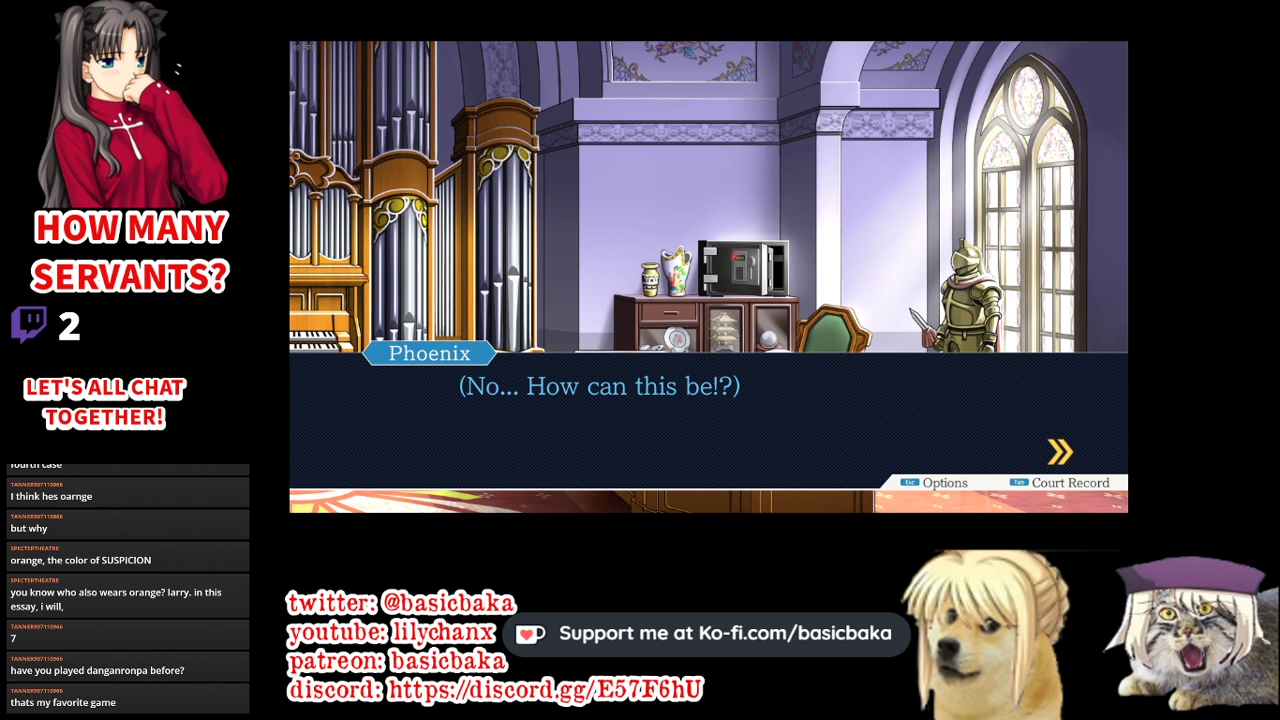 HOW MANY
SERVANTS?
2
LET'S ALL CHAT
TOGETHER!
fourth case
TANNER907110966
I think hes oarnge
TANNER907110966
but why
SPECTERTHEATRE
orange, the color of SUSPICION
SPECTERTHEATRE
you know who also wears orange? larry. in this
essay, i will,
TANNER907110966
7
TANNER907110966
have you played danganronpa before?
TANNER907110966
thats my favorite game
Phoenix
(No... How can this be!?)
Esc Options Tab Court Record
twitter: @basicbaka
youtube: lilychanx
patreon: basicbaka
discord: https://discord.gg/E57F6hU
Support me at Ko-fi.com/basicbaka